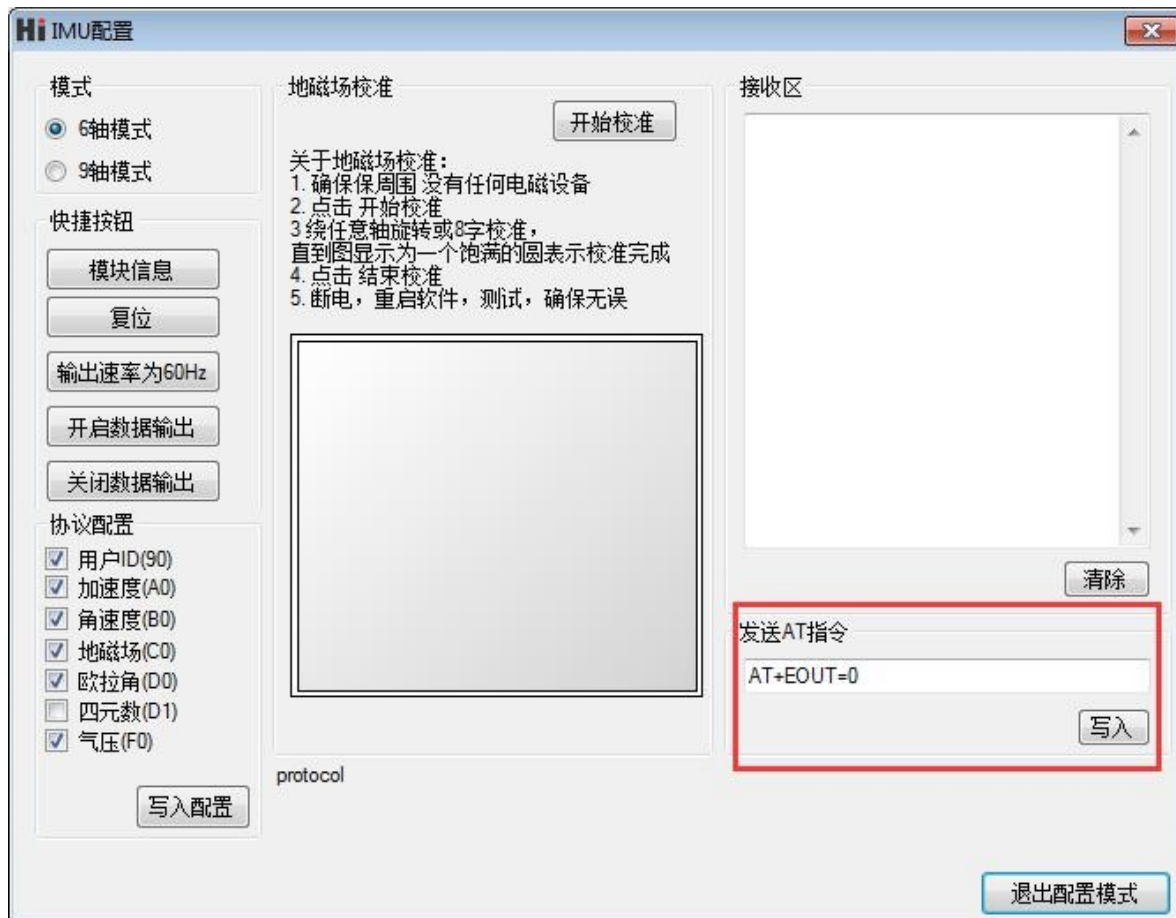 Hi IMU配置
模式
6轴模式
9轴模式
快捷按钮
模块信息
复位
输出速率为60Hz
开启数据输出
关闭数据输出
协议配置
用户ID(90)
加速度(A0)
角速度(B0)
地磁场(C0)
欧拉角(D0)
四元数(D1)
气压(F0)
写入配置
地磁场校准
开始校准
关于地磁场校准：
1. 确保保周围 没有任何电磁设备
2. 点击 开始校准
3 绕任意轴旋转或8字校准，
直到图显示为一个饱满的圆表示校准完成
4. 点击 结束校准
5. 断电，重启软件，测试，确保无误
protocol
接收区
清除
发送AT指令
AT+EOUT=0
写入
退出配置模式